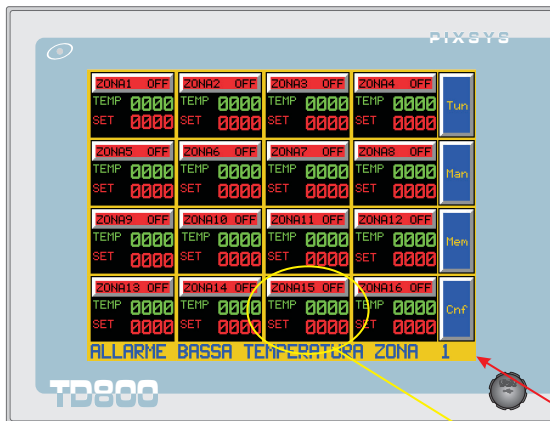 PIXSYS
ZONA1 OFF ZONA2 OFF ZONA3 OFF ZONA4 OFF
TEMP 0000 TEMP 0000 TEMP 0000 TEMP 0000 Tun
SET 0000 SET 0000 SET 0000 SET 0000
ZONA5 OFF ZONA6 OFF ZONA7 OFF ZONA8 OFF
TEMP 0000 TEMP 0000 TEMP 0000 TEMP 0000 Man
SET 0000 SET 0000 SET 0000 SET 0000
ZONA9 OFF ZONA10 OFF ZONA11 OFF ZONA12 OFF
TEMP 0000 TEMP 0000 TEMP 0000 TEMP 0000 Mem
SET 0000 SET 0000 SET 0000 SET 0000
ZONA13 OFF ZONA14 OFF ZONA15 OFF ZONA16 OFF
TEMP 0000 TEMP 0000 TEMP 0000 TEMP 0000 Cnf
SET 0000 SET 0000 SET 0000 SET 0000
ALLARME BASSA TEMPERATURA ZONA 1
TD800